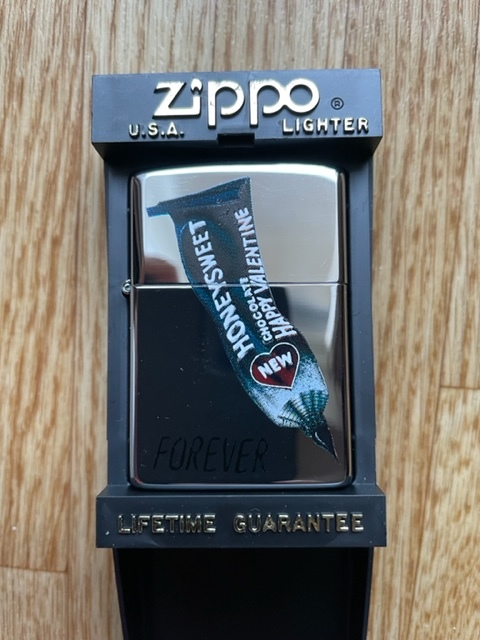 Zippo ®
U.S.A. LIGHTER
HONEYSWEET
CHOCOLATE
HAPPY VALENTINE
NEW
FOREVER
LIFETIME GUARANTEE